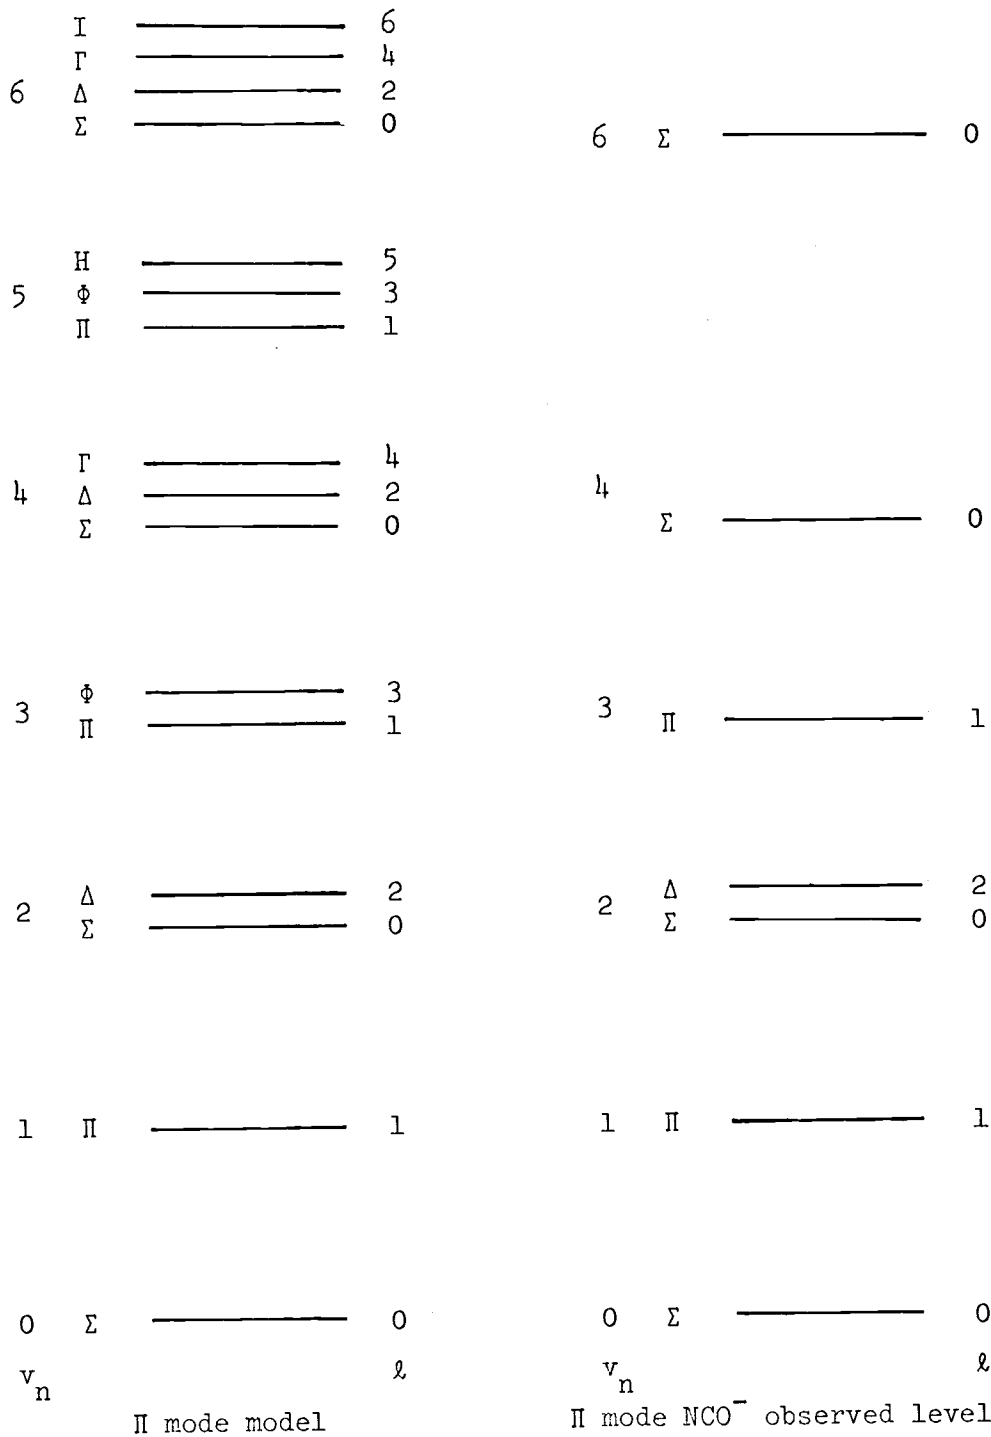 I 6
Γ 4
6 Δ 2
Σ 0
6 Σ 0
H 5
5 Φ 3
Π 1
Γ 4
4 Δ 2
Σ 0
4
Σ 0
Φ 3
3
Π 1
3
Π 1
Δ 2
2
Σ 0
Δ 2
2
Σ 0
1 Π 1
1 Π 1
0 Σ 0
0 Σ 0
vn ℓ
vn ℓ
Π mode model
Π mode NCO⁻ observed level